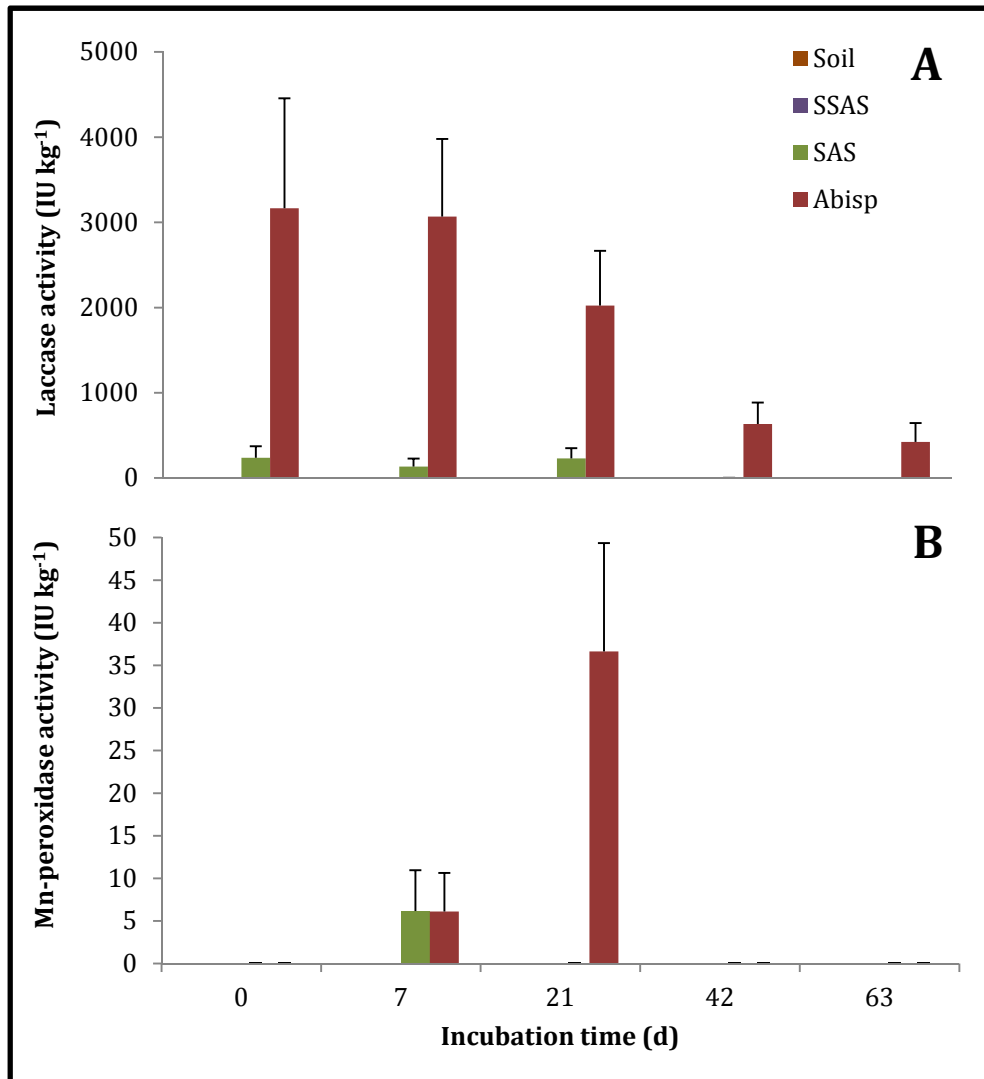 A
Soil
SSAS
SAS
Abisp
Laccase activity (IU kg-1)
5000
4000
3000
2000
1000
0
B
Mn-peroxidase activity (IU kg-1)
50
45
40
35
30
25
20
15
10
5
0
0 7 21 42 63
Incubation time (d)